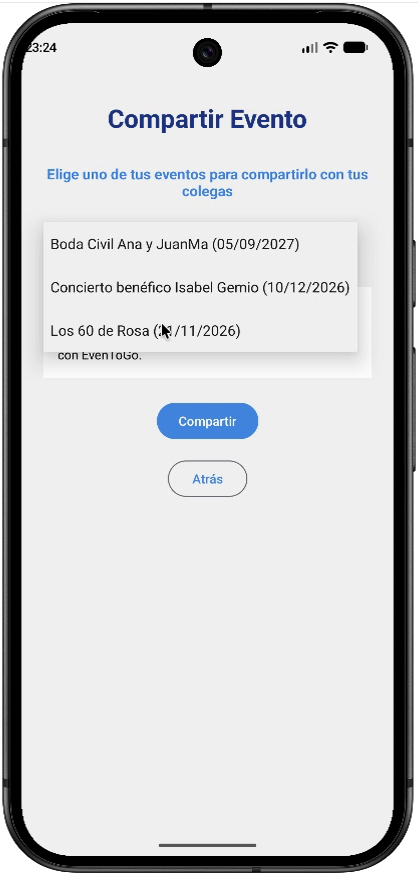 23:24
Compartir Evento
Elige uno de tus eventos para compartirlo con tus
colegas
Boda Civil Ana y JuanMa (05/09/2027)
Concierto benéfico Isabel Gemio (10/12/2026)
Los 60 de Rosa
con EvenToGo.
Compartir
Atrás